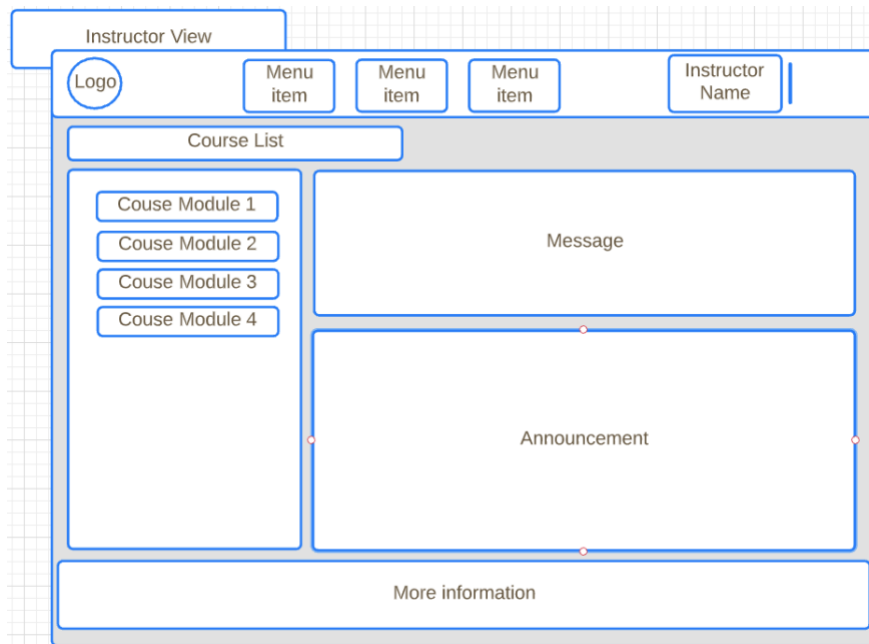 Instructor View
Logo
Menu
item
Menu
item
Menu
item
Instructor
Name
Course List
Couse Module 1
Couse Module 2
Couse Module 3
Couse Module 4
Message
Announcement
More information